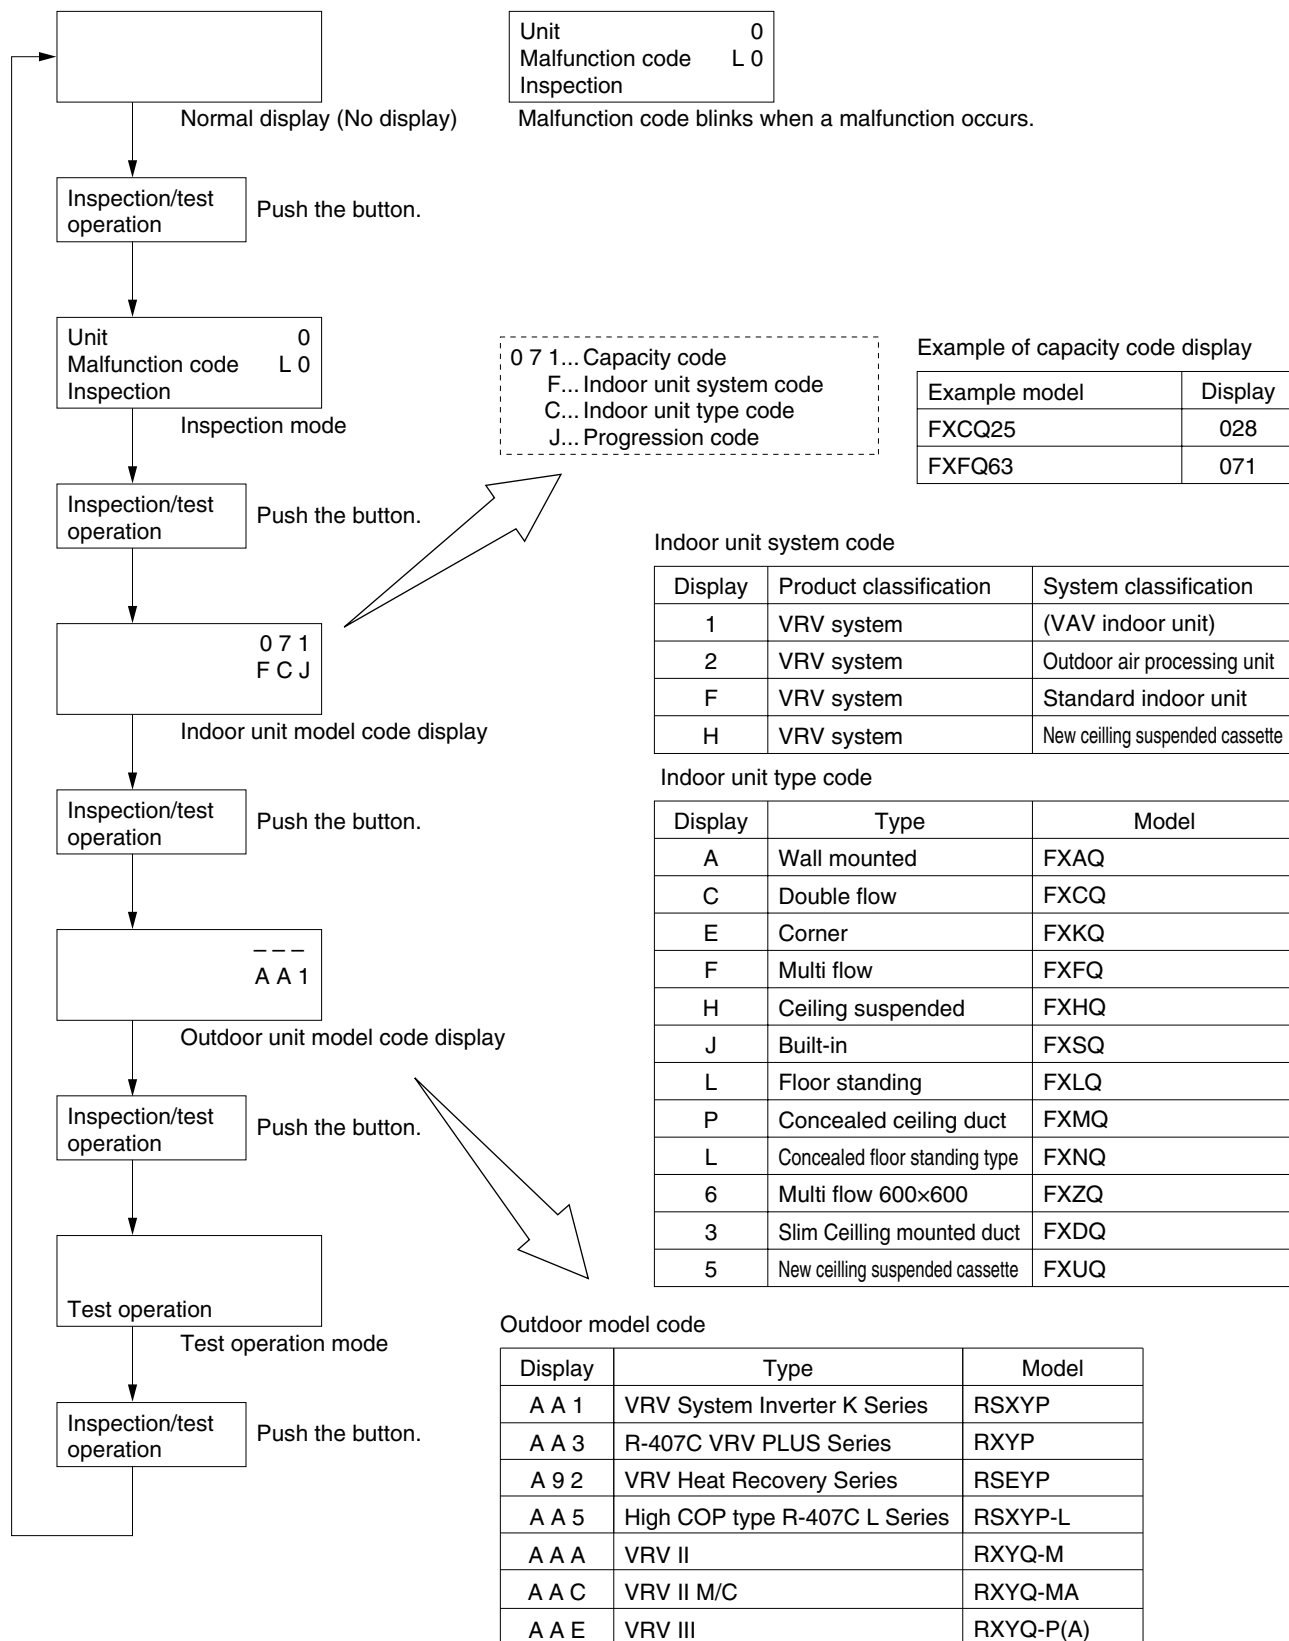 Unit 0
Malfunction code L 0
Inspection
Normal display (No display)
Malfunction code blinks when a malfunction occurs.
Inspection/test
operation
Push the button.
Unit 0
Malfunction code L 0
Inspection
Inspection mode
Inspection/test
operation
Push the button.
0 7 1
F C J
Indoor unit model code display
Inspection/test
operation
Push the button.
– – –
A A 1
Outdoor unit model code display
Inspection/test
operation
Push the button.
Test operation
Test operation mode
Inspection/test
operation
Push the button.
0 7 1... Capacity code
F... Indoor unit system code
C... Indoor unit type code
J... Progression code
Example of capacity code display
Example model Display
FXCQ25 028
FXFQ63 071
Indoor unit system code
Display Product classification System classification
1 VRV system (VAV indoor unit)
2 VRV system Outdoor air processing unit
F VRV system Standard indoor unit
H VRV system New ceilling suspended cassette
Indoor unit type code
Display Type Model
A Wall mounted FXAQ
C Double flow FXCQ
E Corner FXKQ
F Multi flow FXFQ
H Ceiling suspended FXHQ
J Built-in FXSQ
L Floor standing FXLQ
P Concealed ceiling duct FXMQ
L Concealed floor standing type FXNQ
6 Multi flow 600×600 FXZQ
3 Slim Ceilling mounted duct FXDQ
5 New ceilling suspended cassette FXUQ
Outdoor model code
Display Type Model
A A 1 VRV System Inverter K Series RSXYP
A A 3 R-407C VRV PLUS Series RXYP
A 9 2 VRV Heat Recovery Series RSEYP
A A 5 High COP type R-407C L Series RSXYP-L
A A A VRV II RXYQ-M
A A C VRV II M/C RXYQ-MA
A A E VRV III RXYQ-P(A)